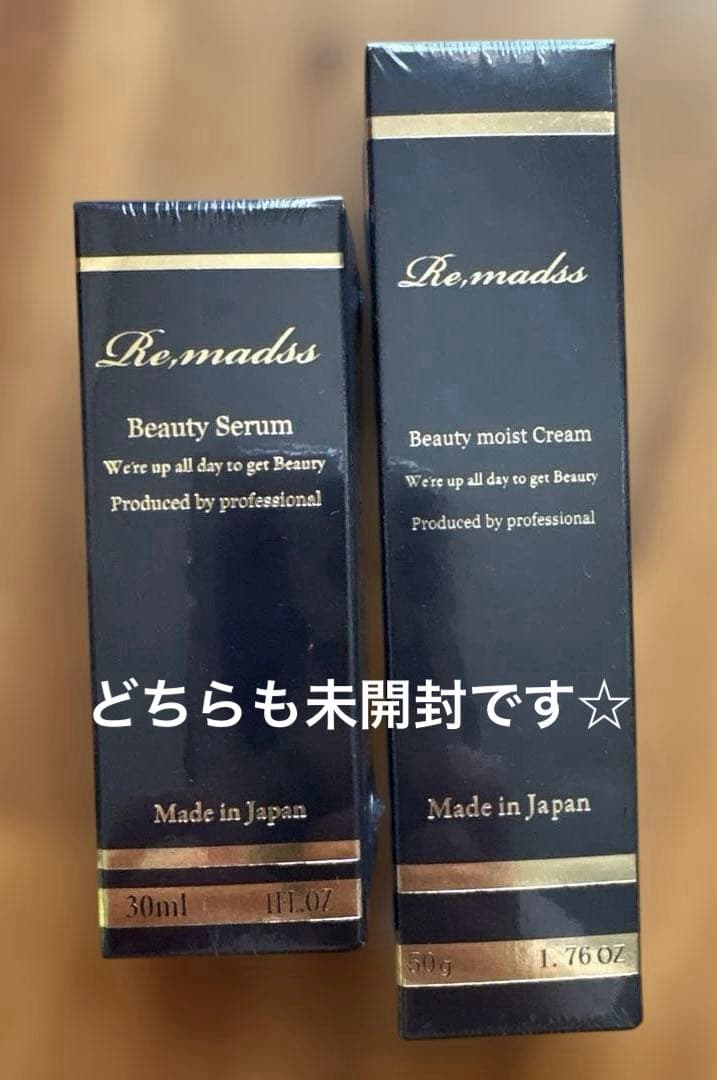 Re,madss
Beauty Serum
We're up all day to get Beauty
Produced by professional
Made in Japan
30ml 1FL.OZ
Re,madss
Beauty moist Cream
We're up all day to get Beauty
Produced by professional
Made in Japan
50g 1.76 OZ
どちらも未開封です☆